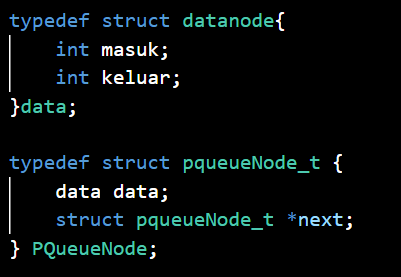 typedef struct datanode{
    int masuk;
    int keluar;
}data;

typedef struct pqueueNode_t {
    data data;
    struct pqueueNode_t *next;
} PQueueNode;